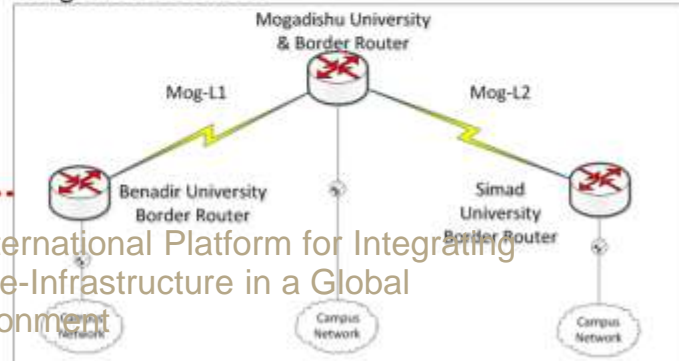 Mogadishu University
& Border Router
Mog-L1
Mog-L2
Benadir University
Border Router
Simad
University
Border Router
ernational Platform for Integrating
e-Infrastructure in a Global
onment
Campus
Network
Campus
Network
Campus
Network